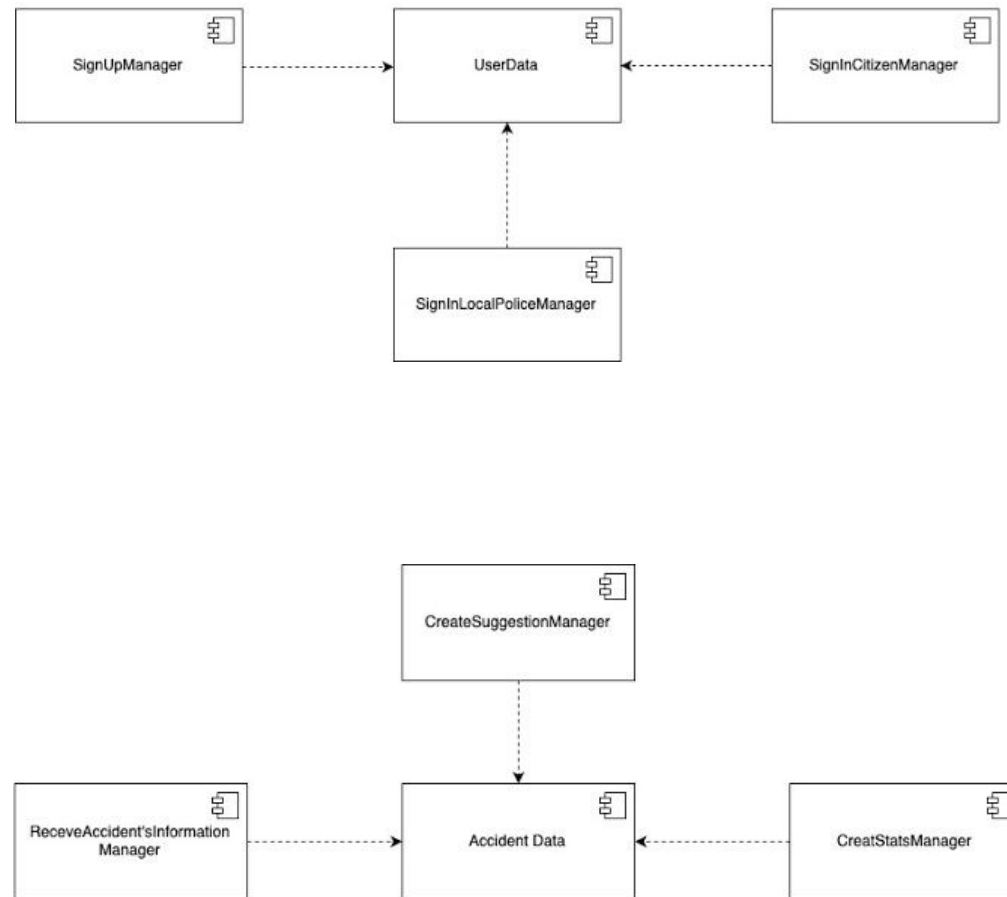 SignUpManager
UserData
SignInCitizenManager
SignInLocalPoliceManager
CreateSuggestionManager
ReceveAccident'sInformation
Manager
Accident Data
CreatStatsManager